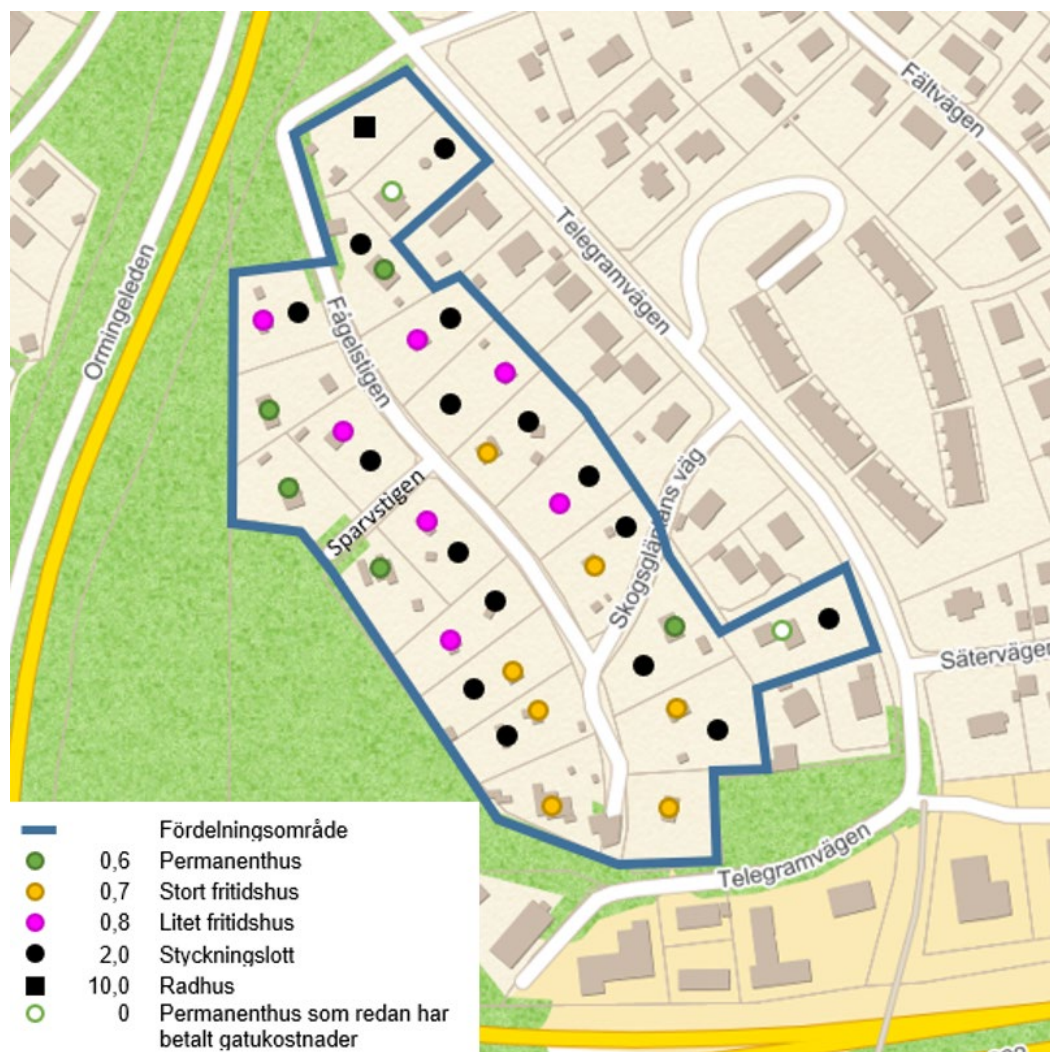 Fältvägen
Telegramvägen
Ormingeleden
Fågelstigen
Sparvstigen
Skogsgläntans väg
Sätervägen
Telegramvägen
Fördelningsområde
0,6 Permanenthus
0,7 Stort fritidshus
0,8 Litet fritidshus
2,0 Styckningslott
10,0 Radhus
0 Permanenthus som redan har
betalt gatukostnader